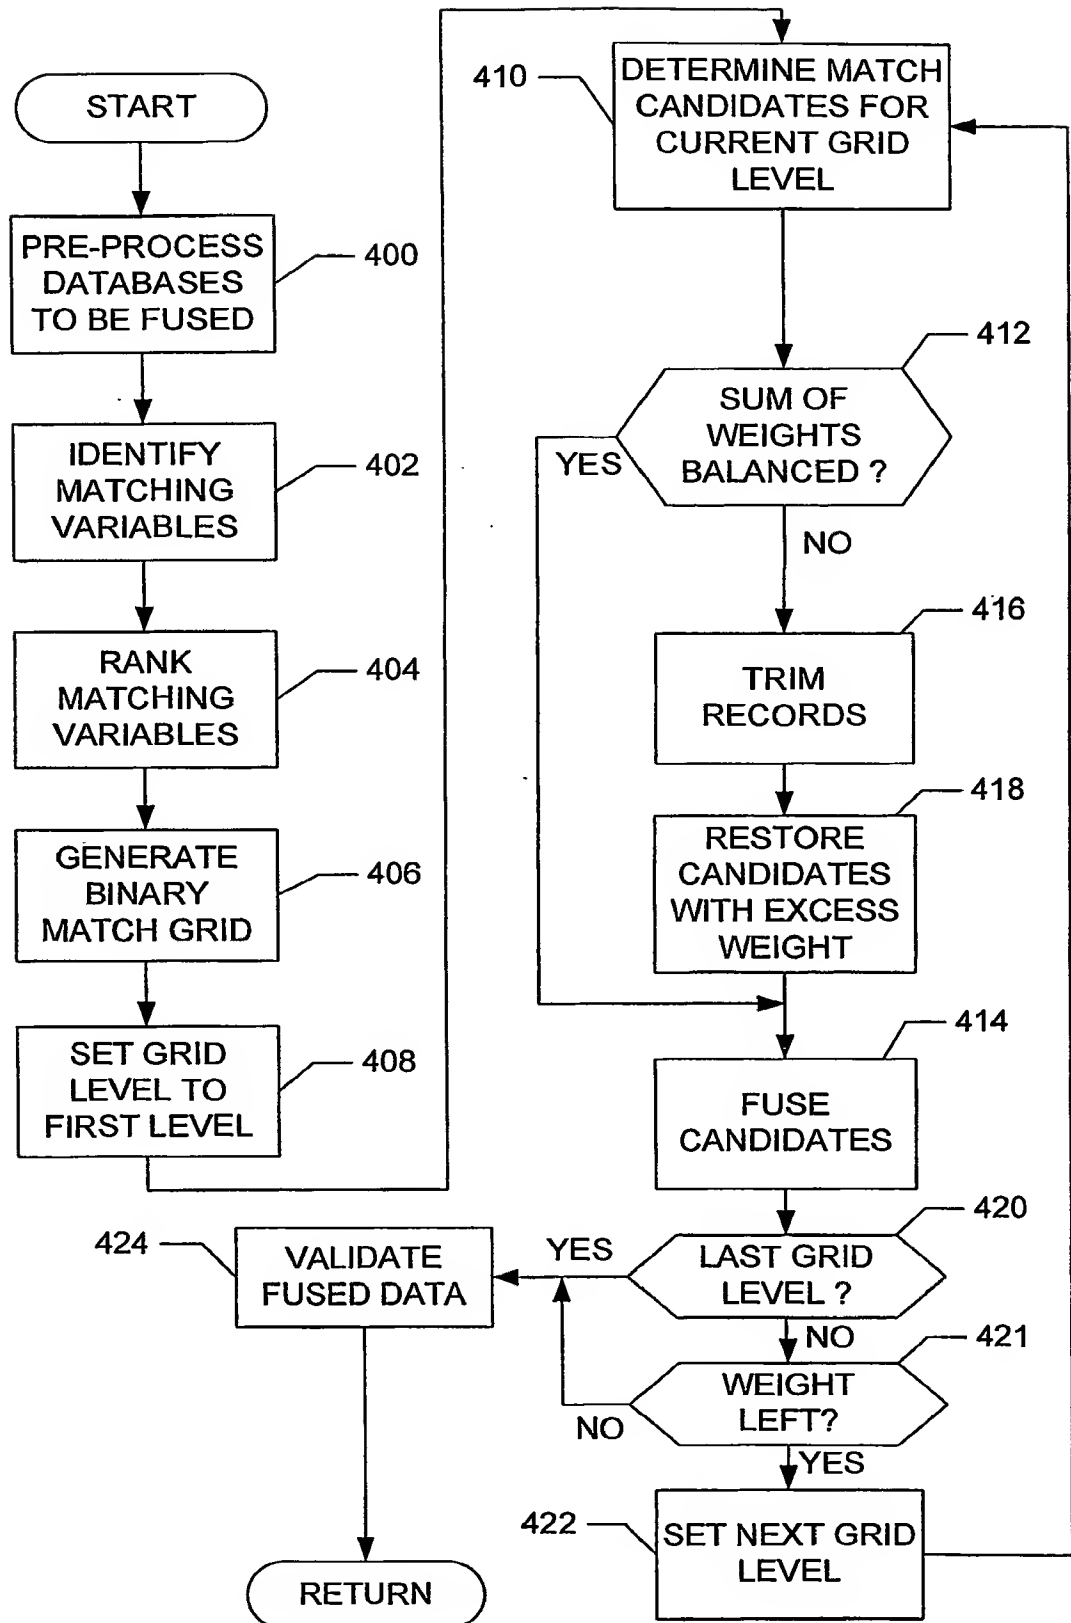 START
PRE-PROCESS
DATABASES
TO BE FUSED
400
IDENTIFY
MATCHING
VARIABLES
402
RANK
MATCHING
VARIABLES
404
GENERATE
BINARY
MATCH GRID
406
SET GRID
LEVEL TO
FIRST LEVEL
408
410
DETERMINE MATCH
CANDIDATES FOR
CURRENT GRID
LEVEL
412
SUM OF
WEIGHTS
BALANCED ?
YES
NO
416
TRIM
RECORDS
418
RESTORE
CANDIDATES
WITH EXCESS
WEIGHT
414
FUSE
CANDIDATES
420
LAST GRID
LEVEL ?
YES
NO
421
WEIGHT
LEFT?
NO
YES
422
SET NEXT GRID
LEVEL
424
VALIDATE
FUSED DATA
RETURN